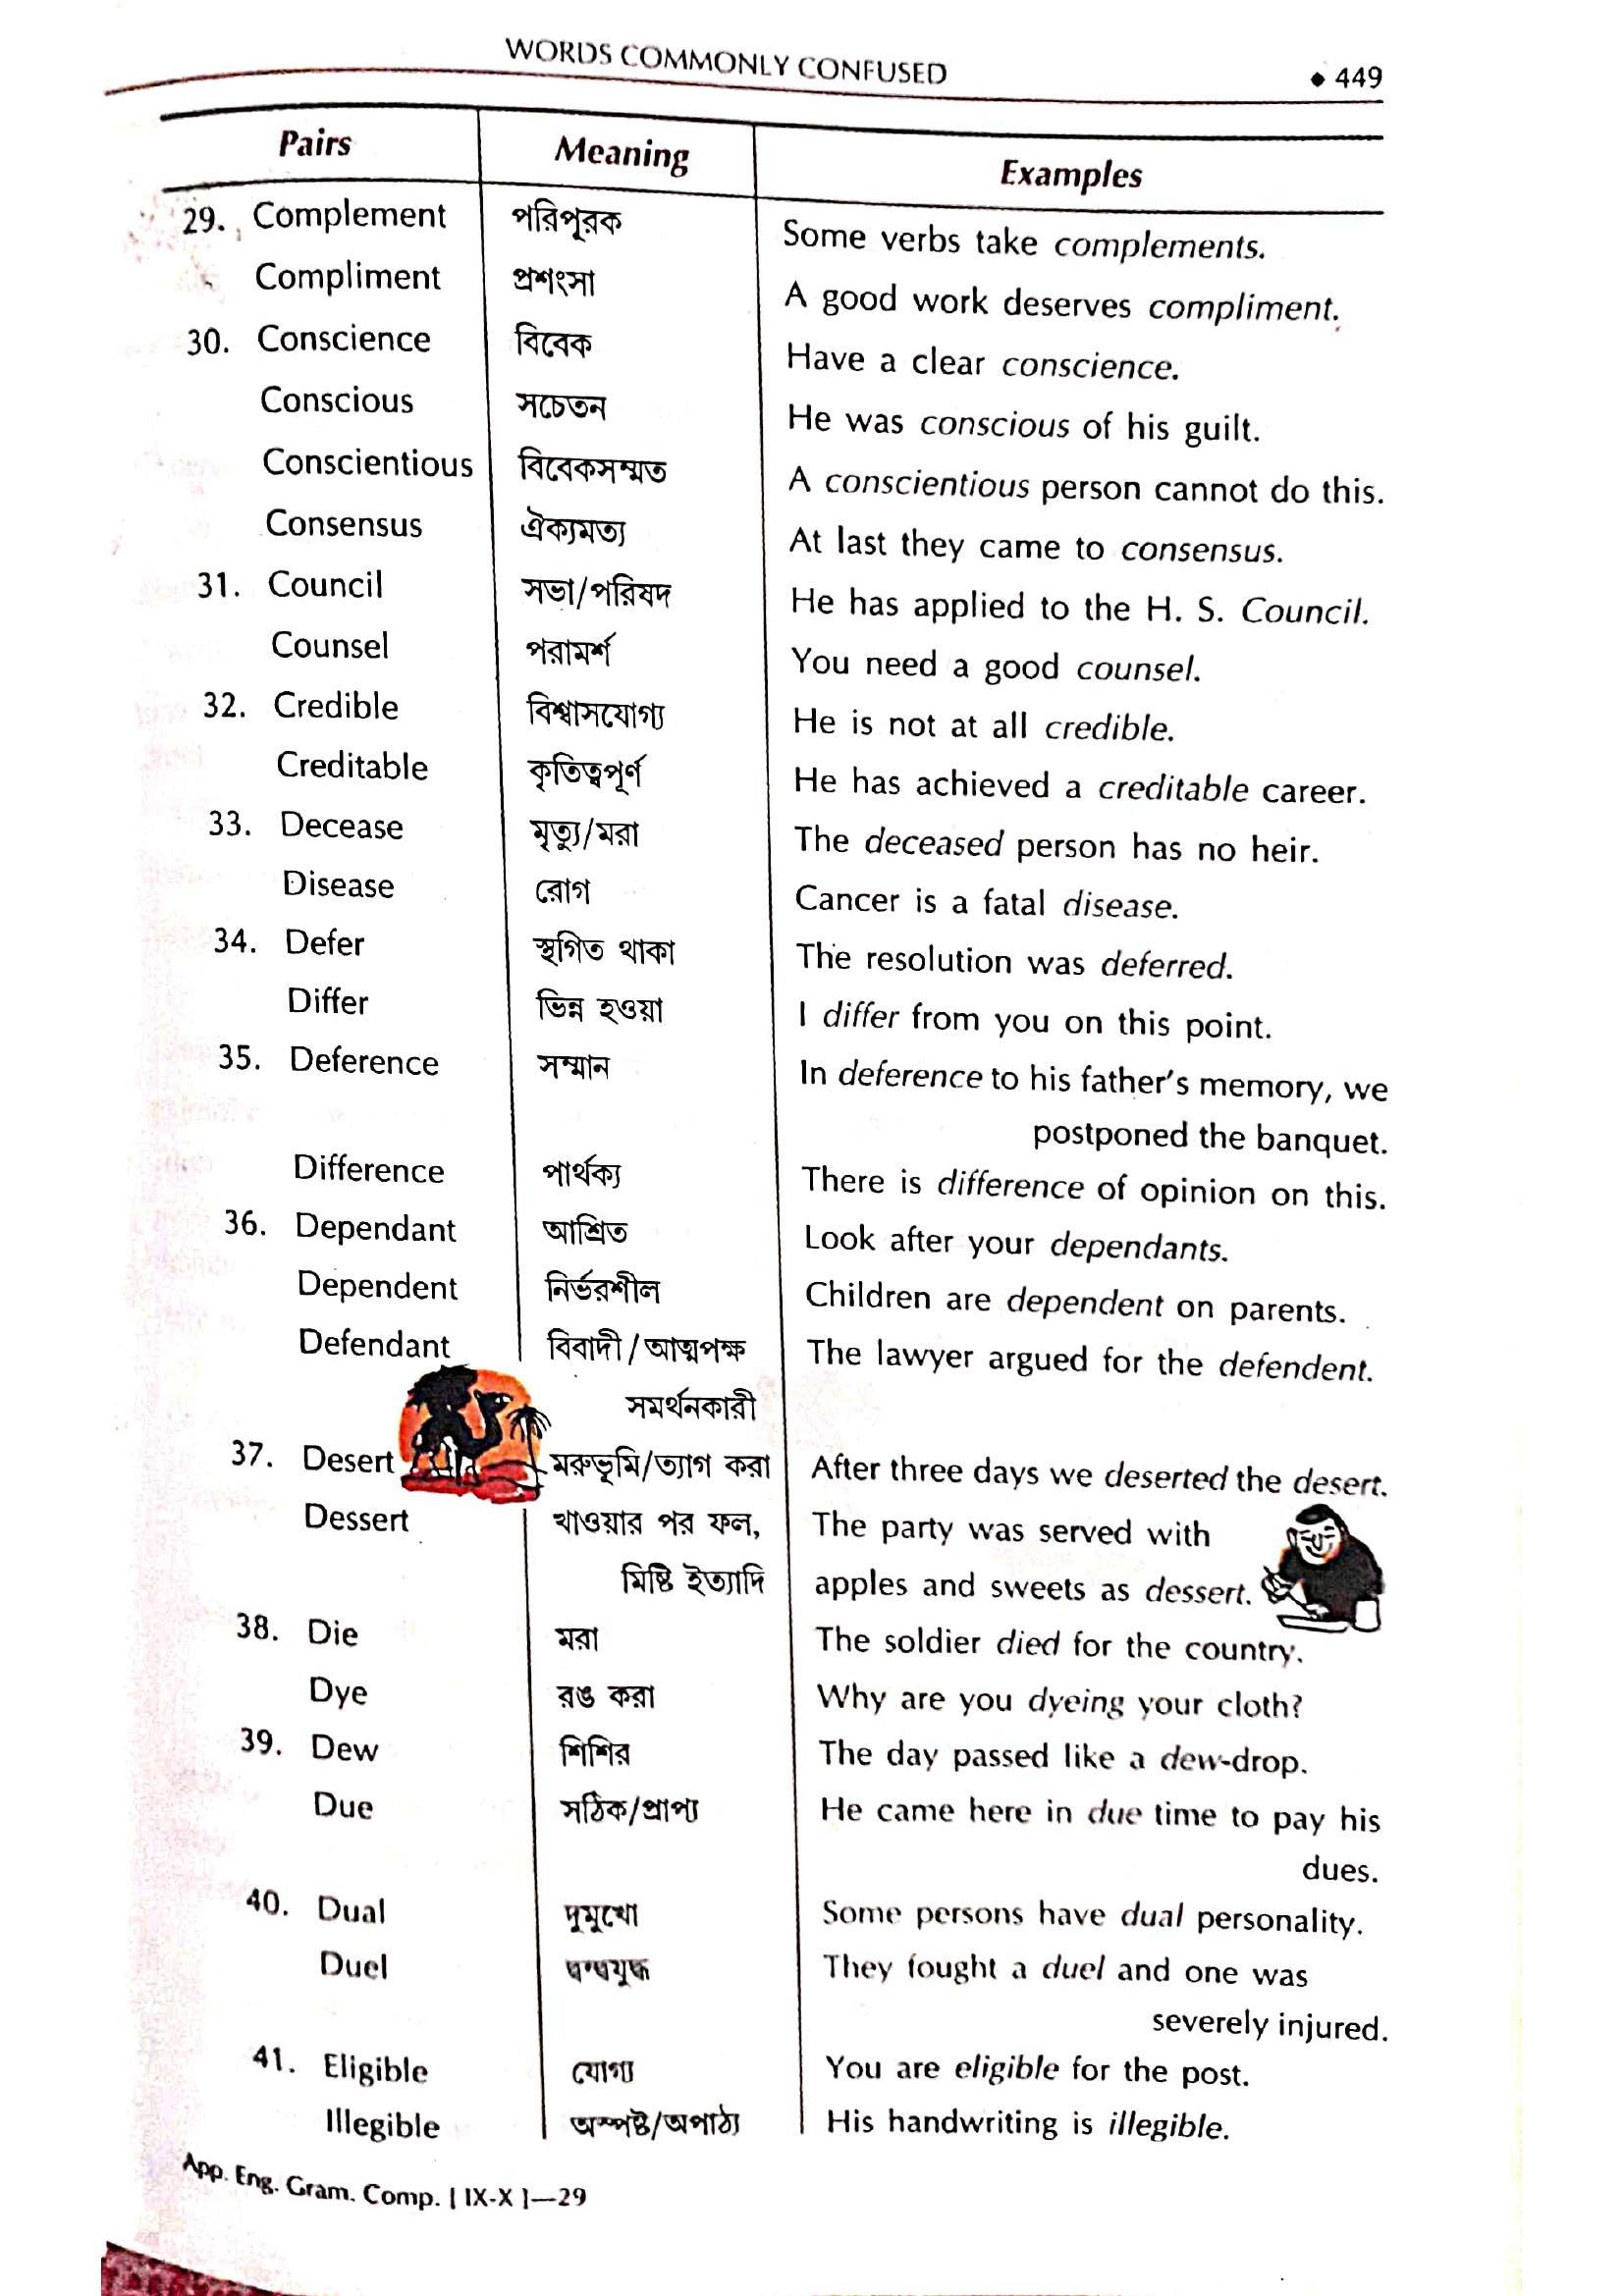 WORDS COMMONLY CONFUSED ◆ 449
Pairs Meaning Examples
29. Complement পরিপূরক Some verbs take complements.
Compliment প্রশংসা A good work deserves compliment.
30. Conscience বিবেক Have a clear conscience.
Conscious সচেতন He was conscious of his guilt.
Conscientious বিবেকসম্মত A conscientious person cannot do this.
Consensus ঐক্যমত্য At last they came to consensus.
31. Council সভা/পরিষদ He has applied to the H. S. Council.
Counsel পরামর্শ You need a good counsel.
32. Credible বিশ্বাসযোগ্য He is not at all credible.
Creditable কৃতিত্বপূর্ণ He has achieved a creditable career.
33. Decease মৃত্যু/মরা The deceased person has no heir.
Disease রোগ Cancer is a fatal disease.
34. Defer স্থগিত থাকা The resolution was deferred.
Differ ভিন্ন হওয়া I differ from you on this point.
35. Deference সম্মান In deference to his father's memory, we
postponed the banquet.
Difference পার্থক্য There is difference of opinion on this.
36. Dependant আশ্রিত Look after your dependants.
Dependent নির্ভরশীল Children are dependent on parents.
Defendant বিবাদী/আত্মপক্ষ The lawyer argued for the defendent.
সমর্থনকারী
37. Desert মরুভূমি/ত্যাগ করা After three days we deserted the desert.
Dessert খাওয়ার পর ফল, The party was served with
মিষ্টি ইত্যাদি apples and sweets as dessert.
38. Die মরা The soldier died for the country.
Dye রঙ করা Why are you dyeing your cloth?
39. Dew শিশির The day passed like a dew-drop.
Due সঠিক/প্রাপ্য He came here in due time to pay his
dues.
40. Dual দুমুখো Some persons have dual personality.
Duel দ্বন্দ্বযুদ্ধ They fought a duel and one was
severely injured.
41. Eligible যোগ্য You are eligible for the post.
Illegible অস্পষ্ট/অপাঠ্য His handwriting is illegible.
App. Eng. Gram. Comp. [ IX-X ]—29